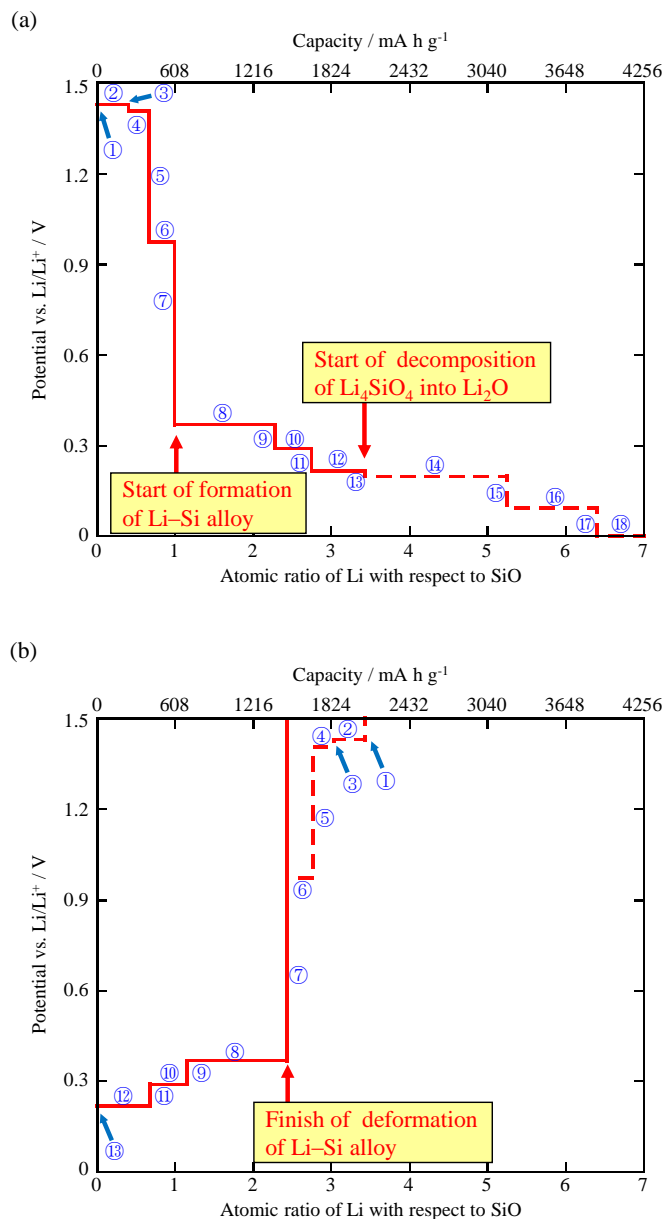 (a)
Capacity / mA h g-1
0 608 1216 1824 2432 3040 3648 4256
1.5
② ③
④
①
1.2
⑤
⑥
0.9
⑦
Potential vs. Li/Li+ / V
0.6
Start of decomposition
of Li4SiO4 into Li2O
⑧
⑨ ⑩
0.3
⑪ ⑫
⑬ ⑭
⑮ ⑯
Start of formation
of Li–Si alloy
⑰ ⑱
0
0 1 2 3 4 5 6 7
Atomic ratio of Li with respect to SiO
(b)
Capacity / mA h g-1
0 608 1216 1824 2432 3040 3648 4256
1.5
④ ②
③ ①
1.2
⑤
0.9
⑥
Potential vs. Li/Li+ / V
⑦
0.6
⑧
0.3
⑩ ⑨
⑫ ⑪
⑬
Finish of deformation
of Li–Si alloy
0
0 1 2 3 4 5 6 7
Atomic ratio of Li with respect to SiO